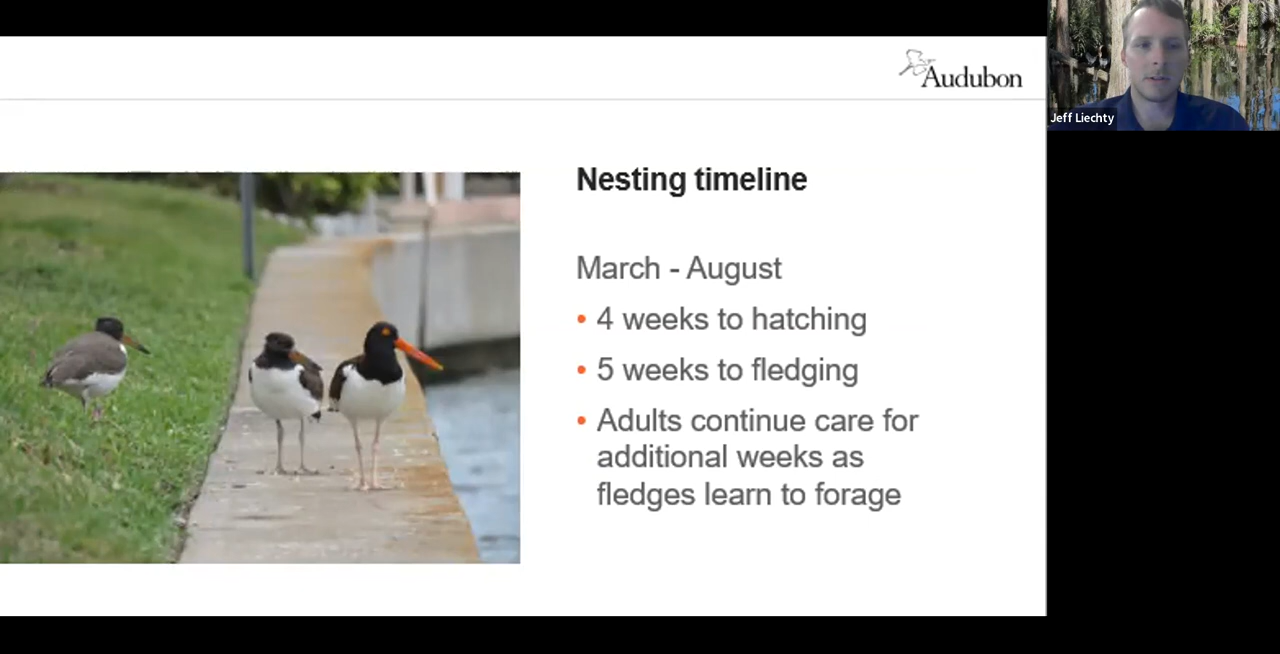 Audubon
Jeff Liechty
Nesting timeline
March - August
• 4 weeks to hatching
• 5 weeks to fledging
• Adults continue care for
additional weeks as
fledges learn to forage